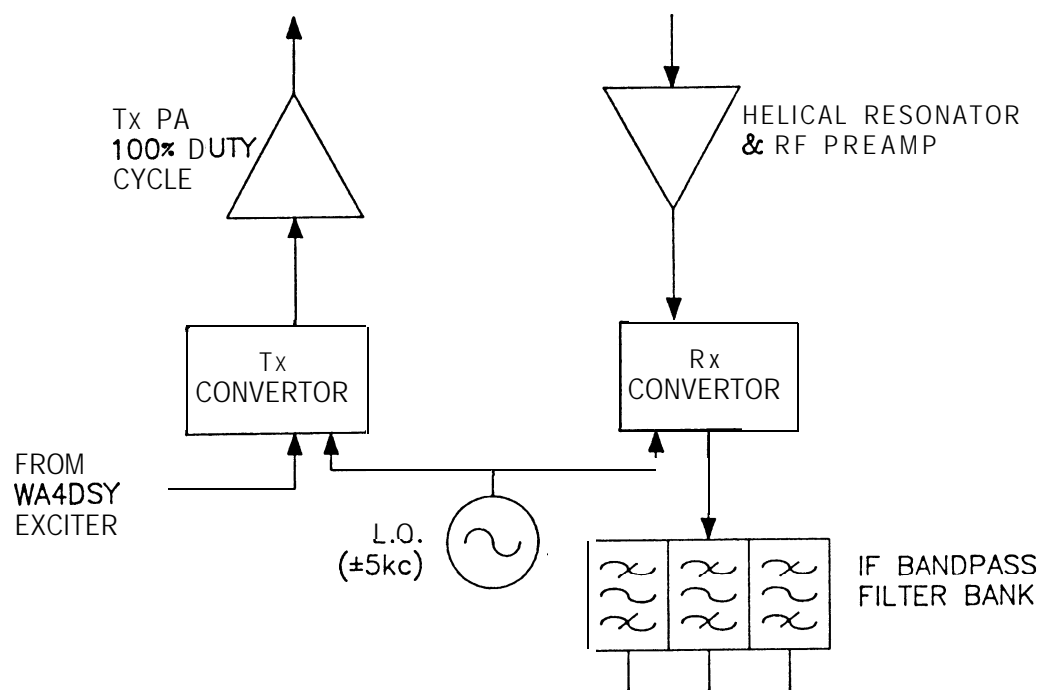 Tx PA
100% DUTY
CYCLE
HELICAL RESONATOR
& RF PREAMP
Tx
CONVERTOR
Rx
CONVERTOR
FROM
WA4DSY
EXCITER
L.O.
(±5kc)
IF BANDPASS
FILTER BANK